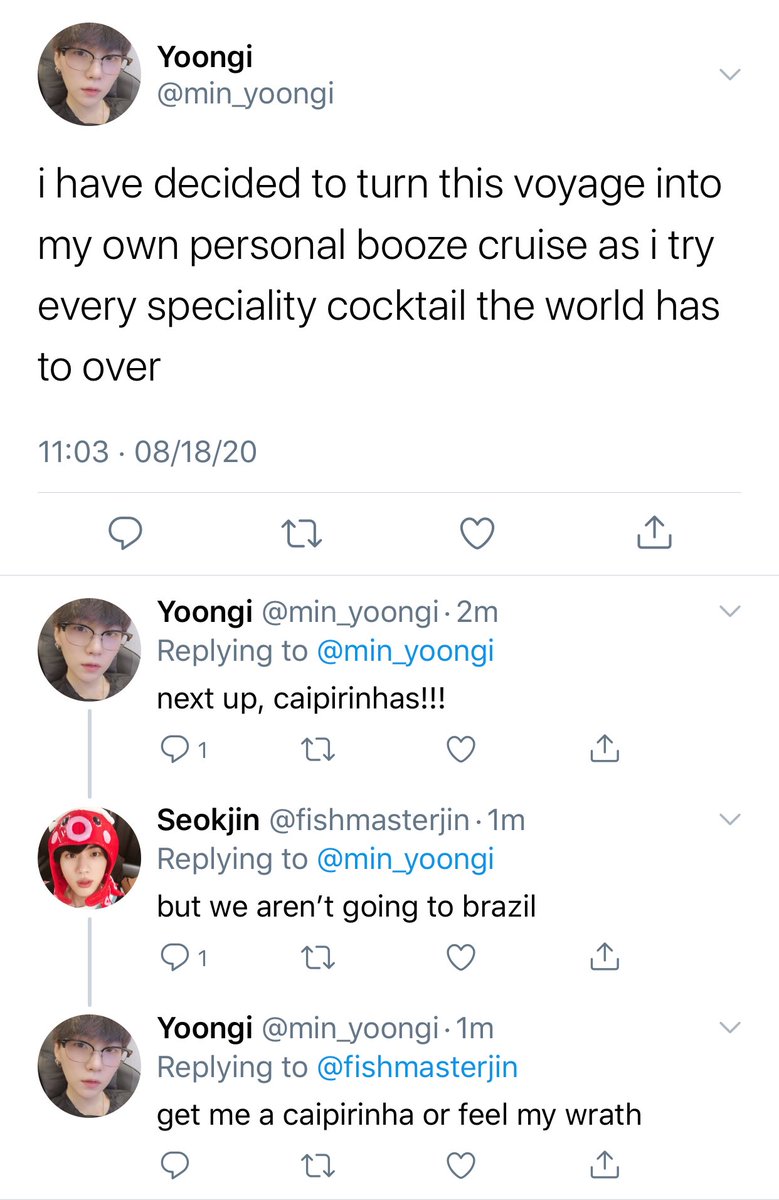 Yoongi
@min_yoongi
i have decided to turn this voyage into
my own personal booze cruise as i try
every speciality cocktail the world has
to over
11:03 · 08/18/20
Yoongi @min_yoongi · 2m
Replying to @min_yoongi
next up, caipirinhas!!!
1
Seokjin @fishmasterjin · 1m
Replying to @min_yoongi
but we aren’t going to brazil
1
Yoongi @min_yoongi · 1m
Replying to @fishmasterjin
get me a caipirinha or feel my wrath